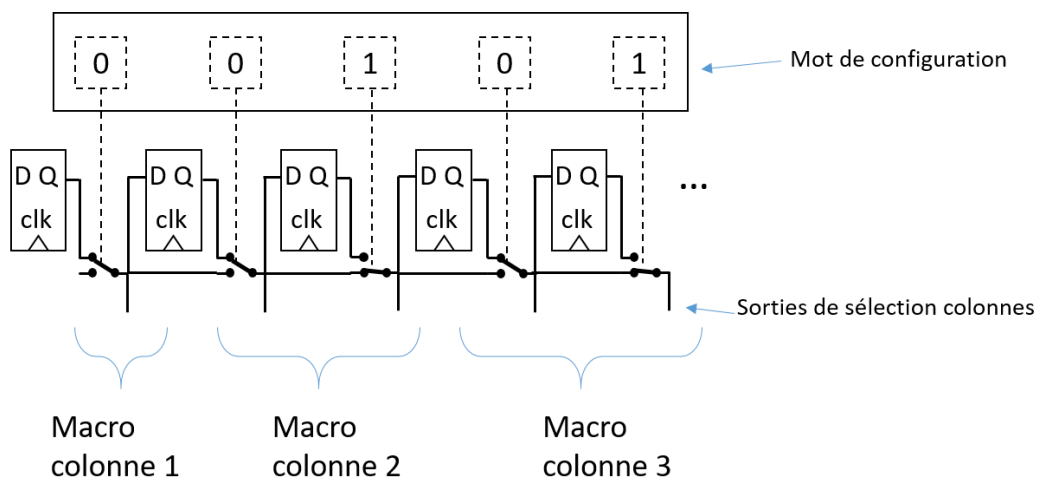 0 0 1 0 1
Mot de configuration
D Q D Q D Q D Q D Q
...
clk clk clk clk clk
Sorties de sélection colonnes
Macro
colonne 1
Macro
colonne 2
Macro
colonne 3